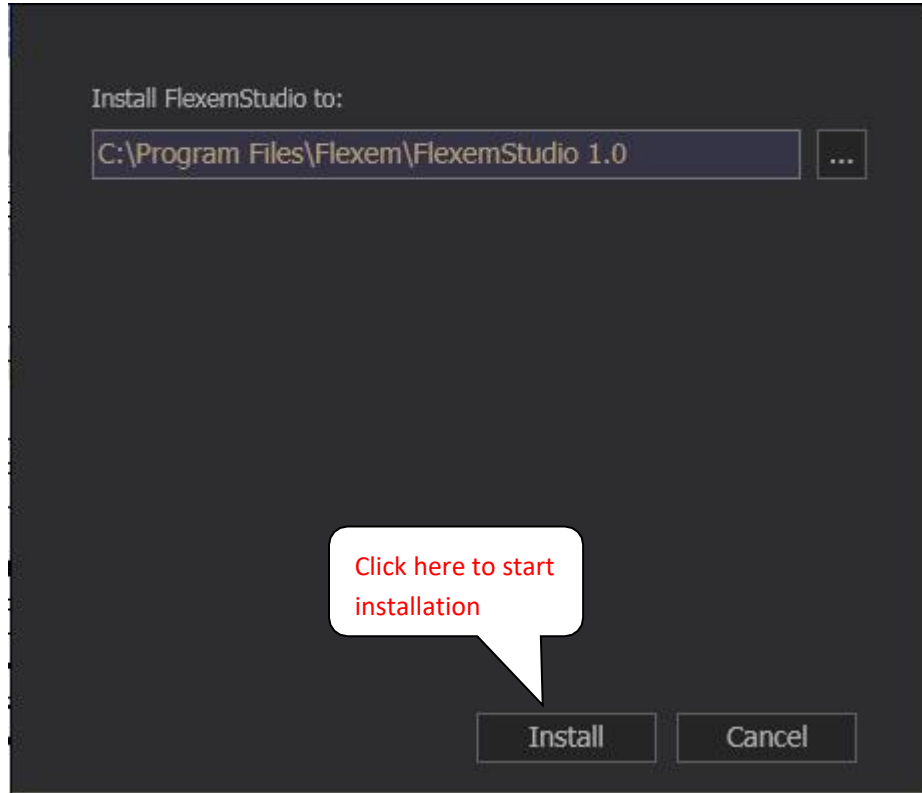 Install FlexemStudio to:
C:\Program Files\Flexem\FlexemStudio 1.0
...
Click here to start
installation
Install
Cancel